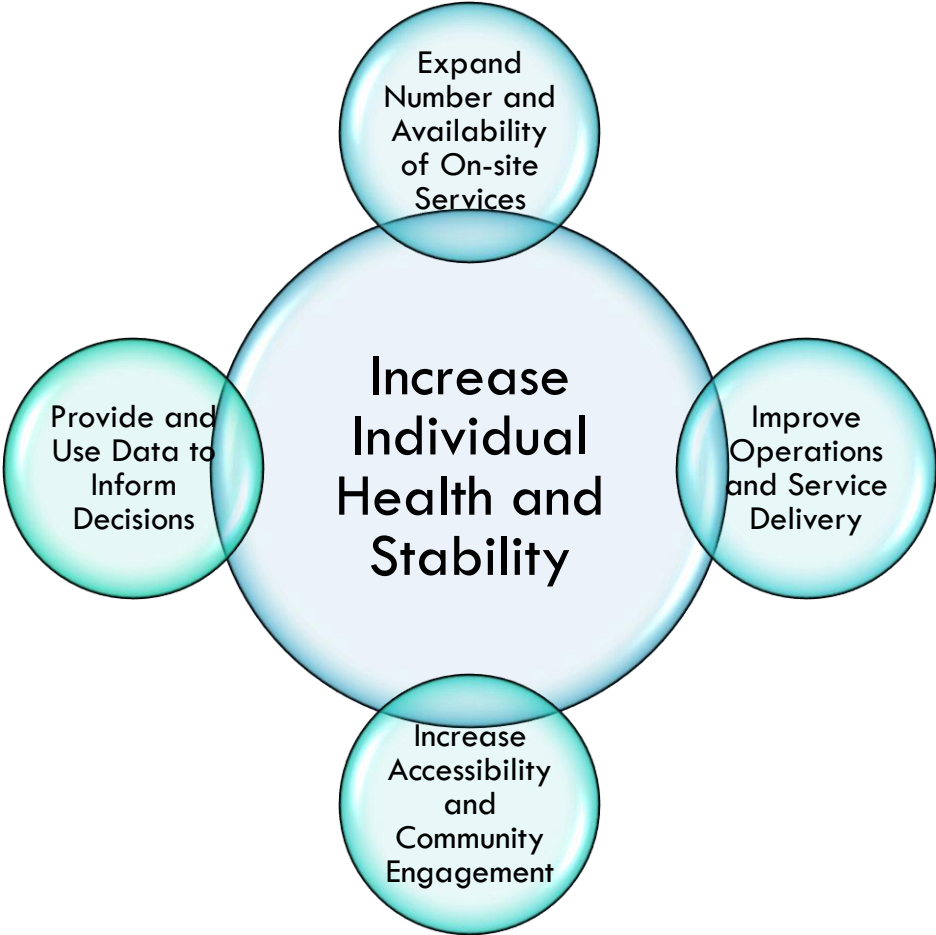 Expand
Number and
Availability
of On-site
Services
Increase
Individual
Health and
Stability
Provide and
Use Data to
Inform
Decisions
Improve
Operations
and Service
Delivery
Increase
Accessibility
and
Community
Engagement